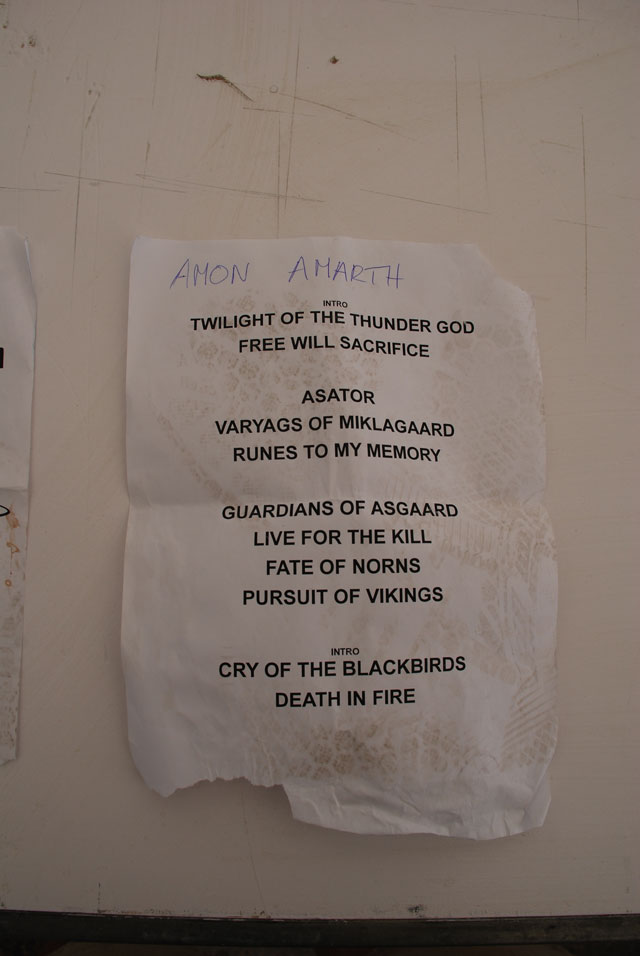 AMON AMARTH
INTRO
TWILIGHT OF THE THUNDER GOD
FREE WILL SACRIFICE
ASATOR
VARYAGS OF MIKLAGAARD
RUNES TO MY MEMORY
GUARDIANS OF ASGAARD
LIVE FOR THE KILL
FATE OF NORNS
PURSUIT OF VIKINGS
INTRO
CRY OF THE BLACKBIRDS
DEATH IN FIRE